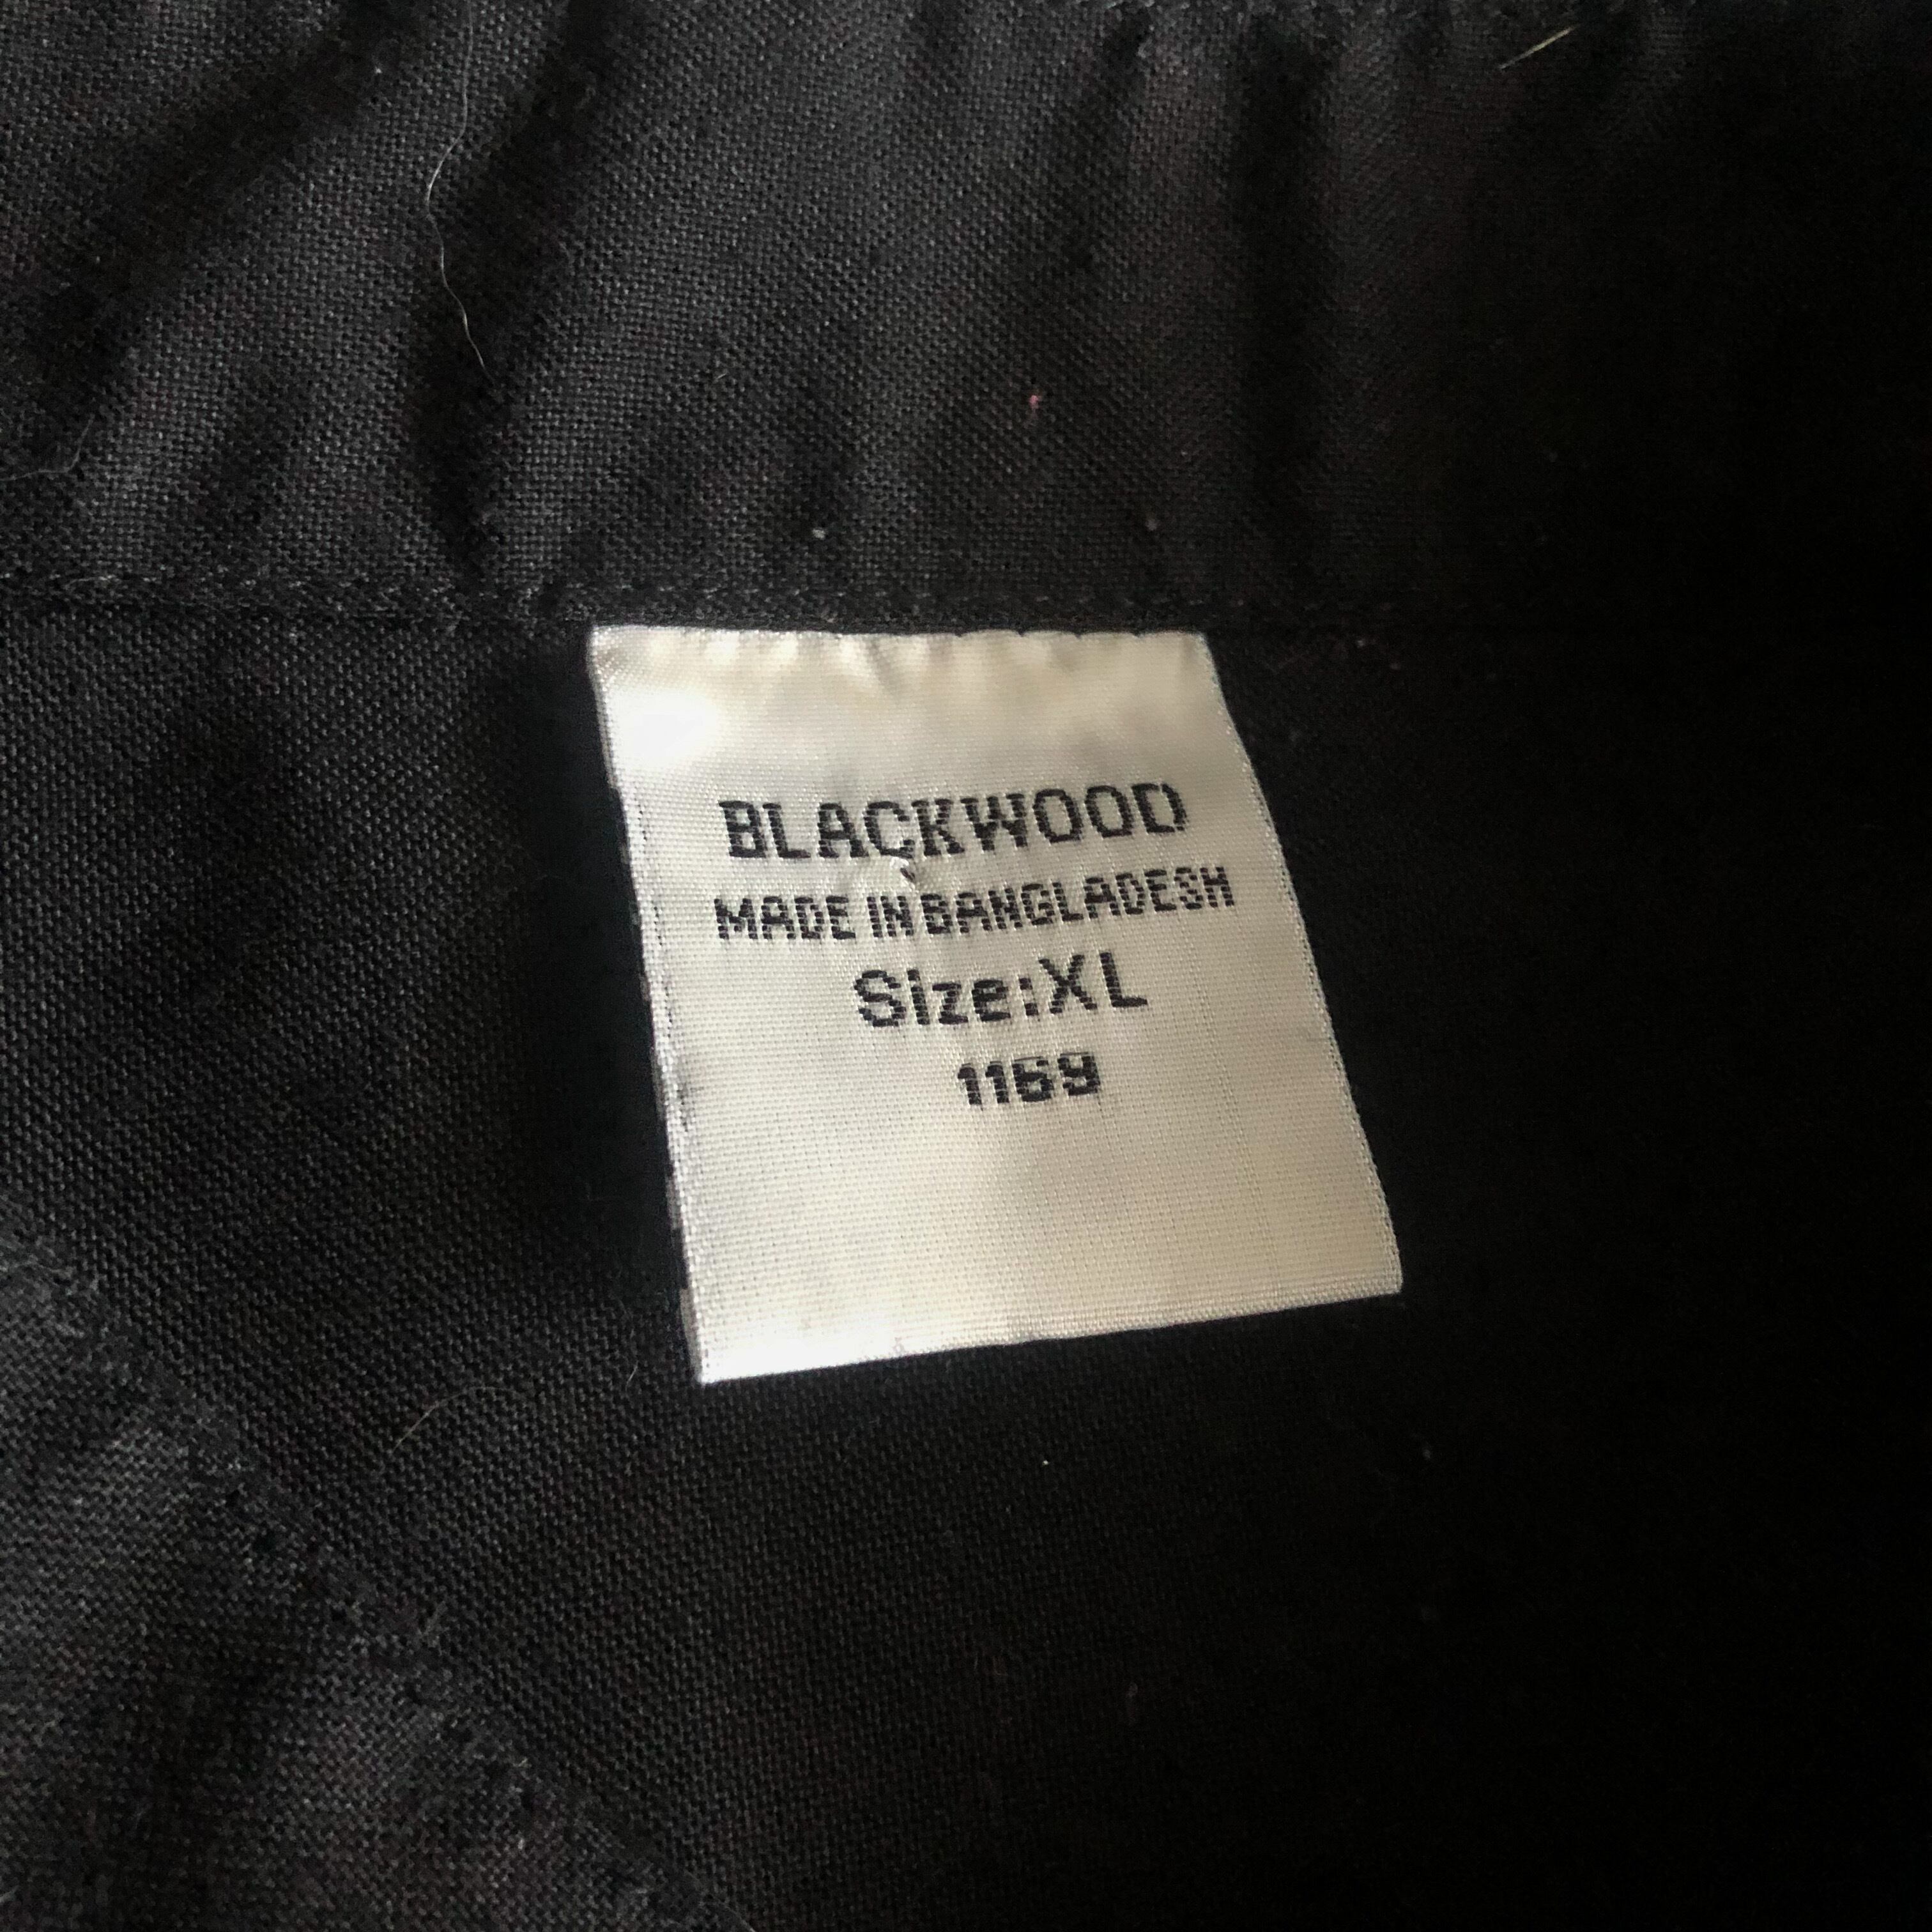 BLACKWOOD
MADE IN BANGLADESH
Size:XL
1169